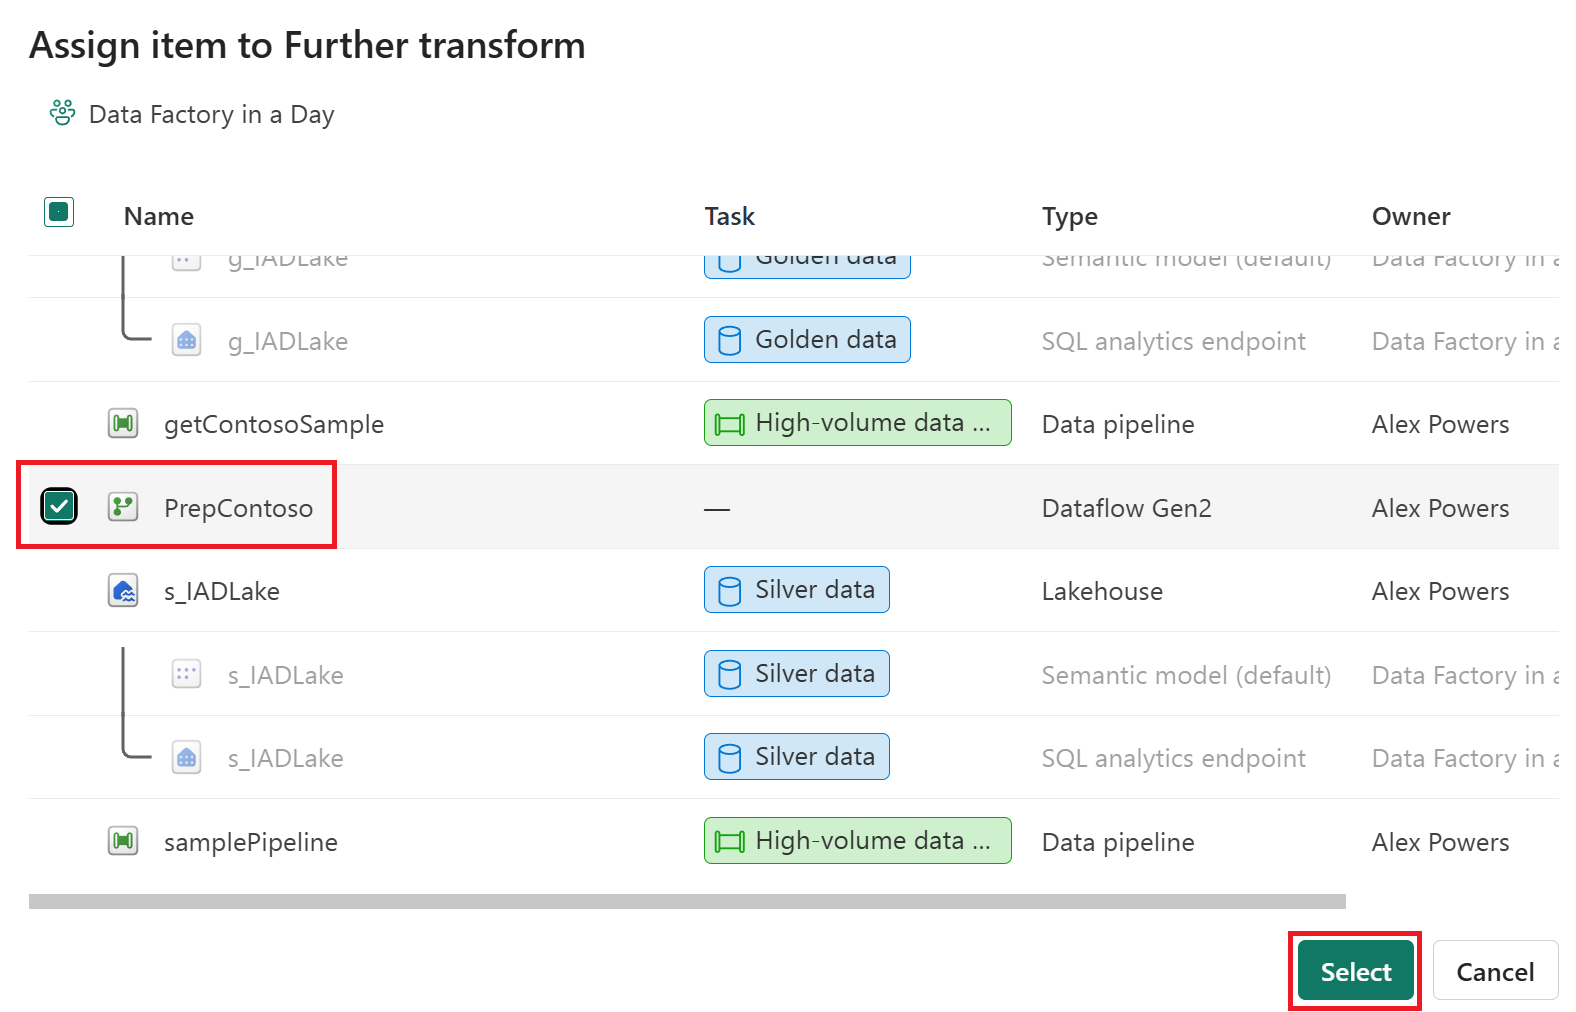 Assign item to Further transform
Data Factory in a Day
Name Task Type Owner
g_IADLake Golden data Semantic model (default) Data Factory in a
g_IADLake Golden data SQL analytics endpoint Data Factory in a
getContosoSample High-volume data ... Data pipeline Alex Powers
PrepContoso — Dataflow Gen2 Alex Powers
s_IADLake Silver data Lakehouse Alex Powers
s_IADLake Silver data Semantic model (default) Data Factory in a
s_IADLake Silver data SQL analytics endpoint Data Factory in a
samplePipeline High-volume data ... Data pipeline Alex Powers
Select Cancel